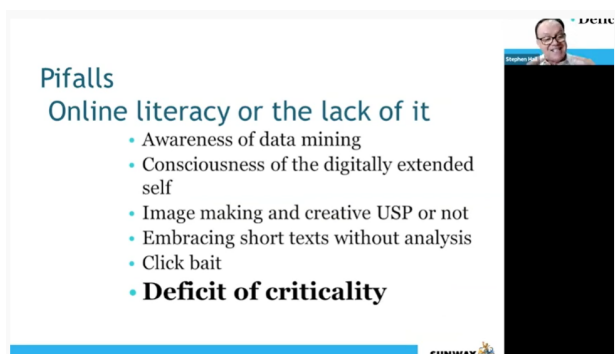 Pifalls
Online literacy or the lack of it
• Awareness of data mining
• Consciousness of the digitally extended
self
• Image making and creative USP or not
• Embracing short texts without analysis
• Click bait
• Deficit of criticality
Stephen